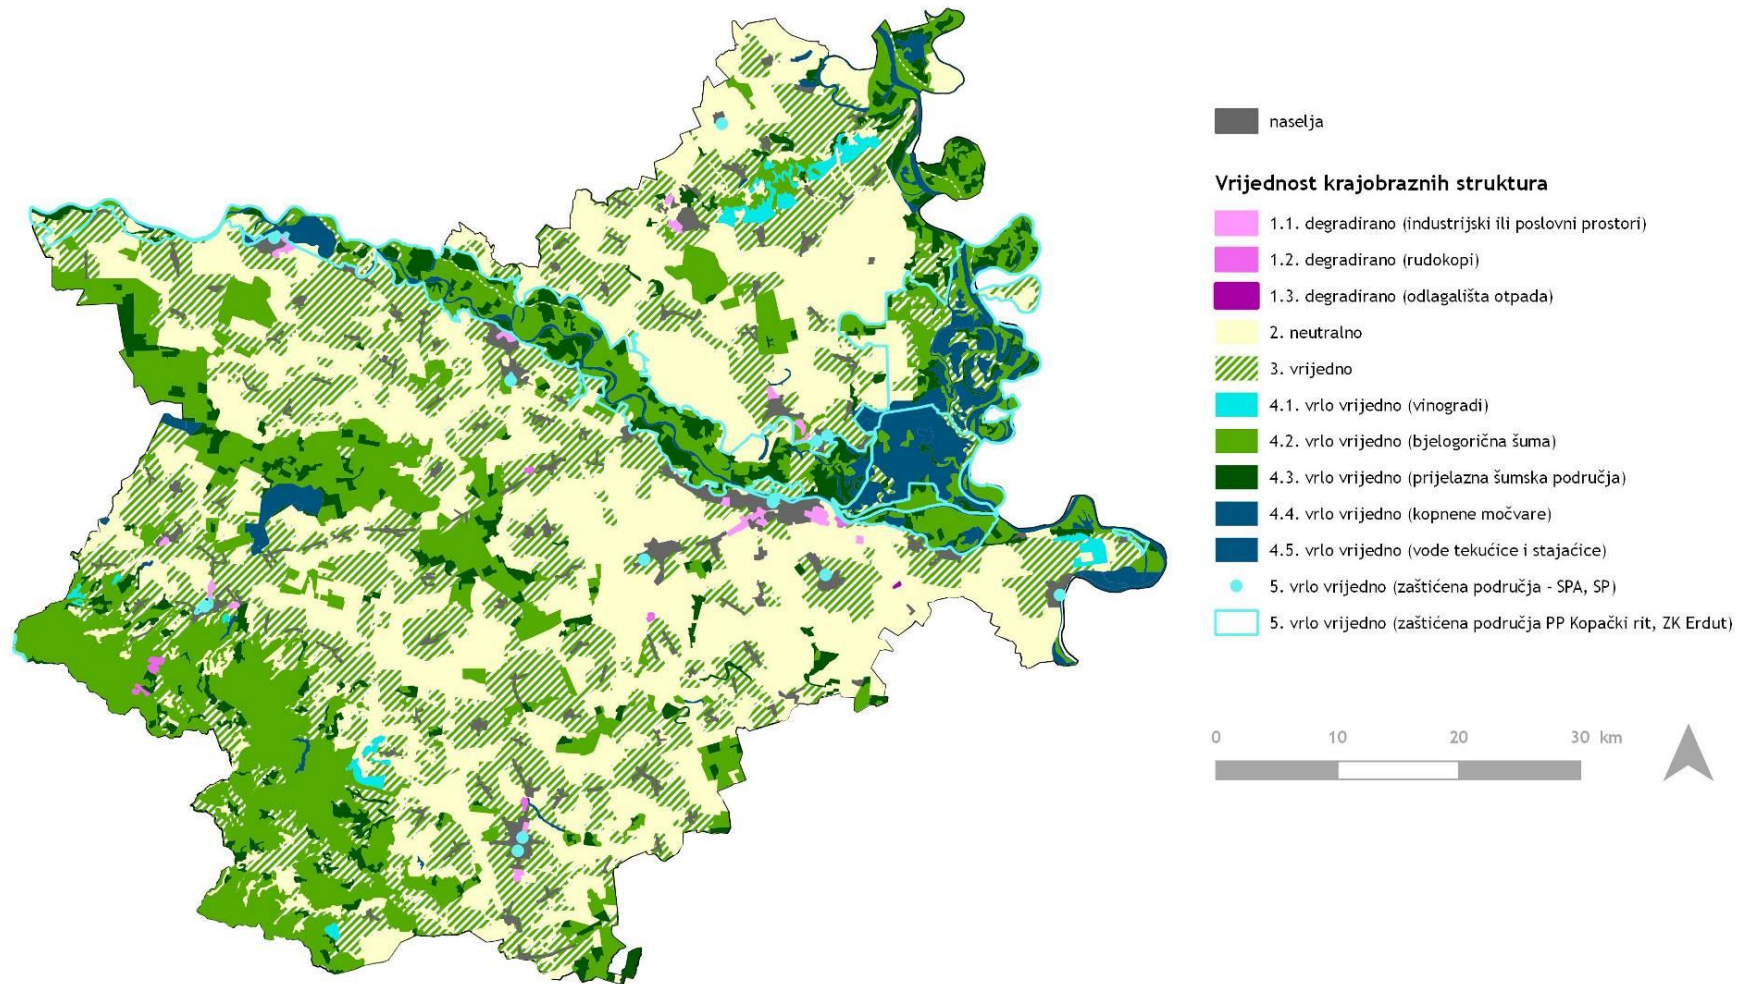 naselja
Vrijednost krajobraznih struktura
1.1. degradirano (industrijski ili poslovni prostori)
1.2. degradirano (rudokopi)
1.3. degradirano (odlagališta otpada)
2. neutralno
3. vrijedno
4.1. vrlo vrijedno (vinogradi)
4.2. vrlo vrijedno (bjelogorična šuma)
4.3. vrlo vrijedno (prijelazna šumska područja)
4.4. vrlo vrijedno (kopnene močvare)
4.5. vrlo vrijedno (vode tekućice i stajaćice)
5. vrlo vrijedno (zaštićena područja - SPA, SP)
5. vrlo vrijedno (zaštićena područja PP Kopački rit, ZK Erdut)
0 10 20 30 km